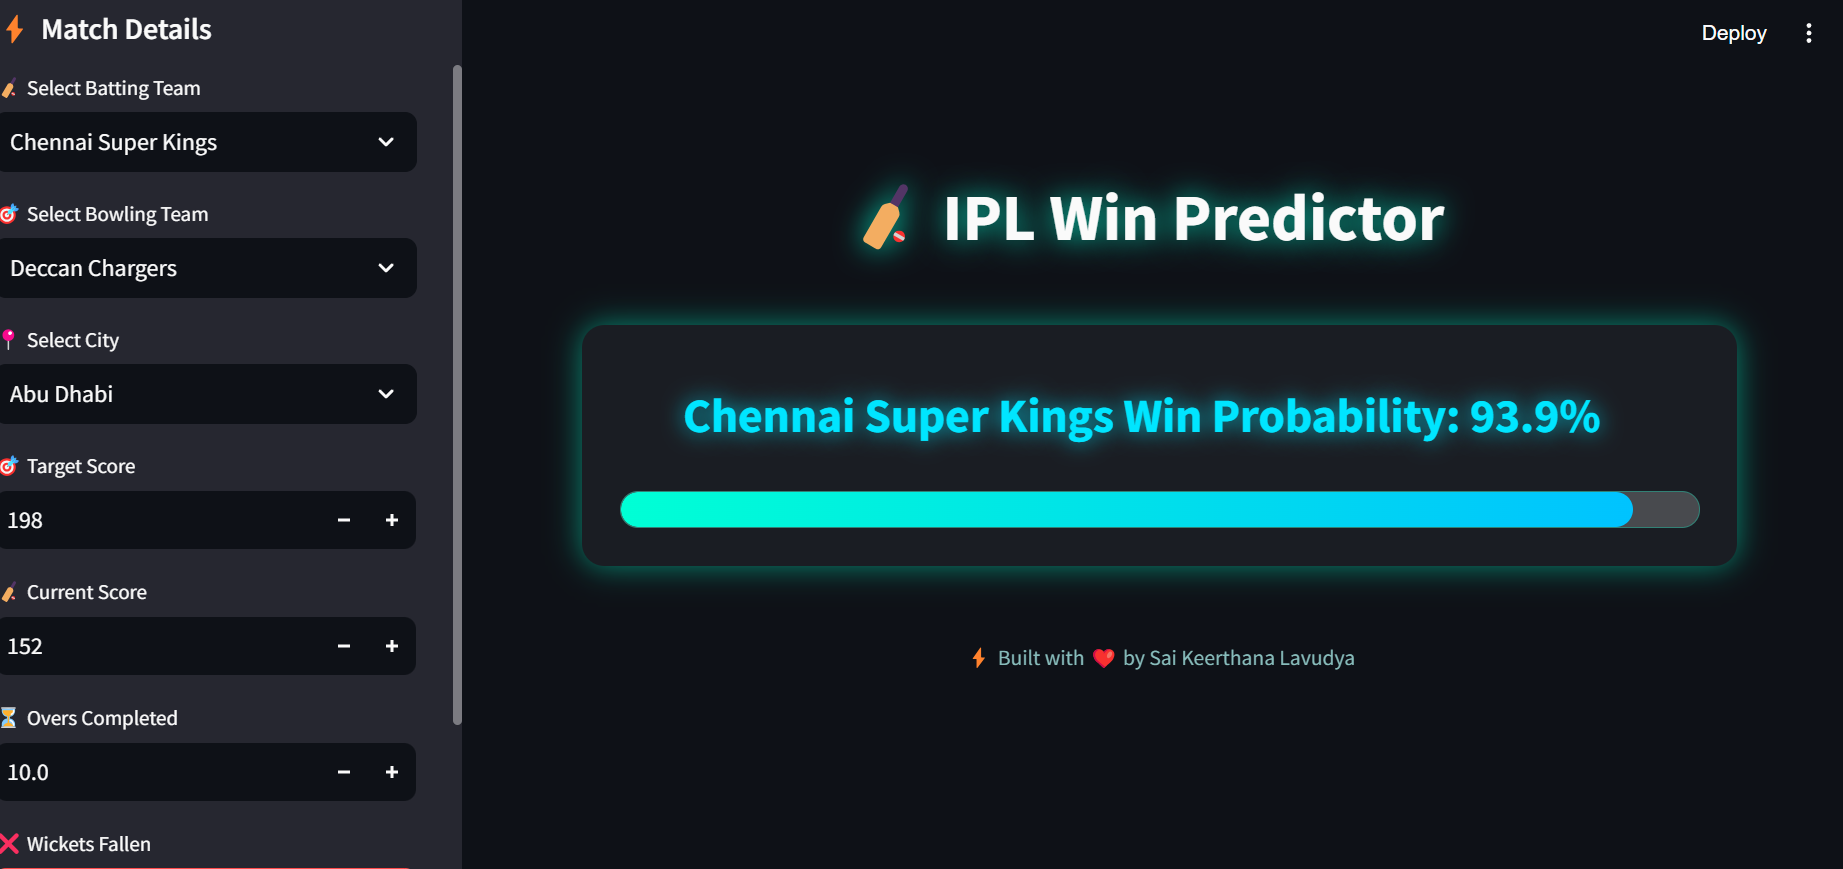 Match Details
Select Batting Team
Chennai Super Kings
Select Bowling Team
Deccan Chargers
Select City
Abu Dhabi
Target Score
198
Current Score
152
Overs Completed
10.0
Wickets Fallen
Deploy
IPL Win Predictor
Chennai Super Kings Win Probability: 93.9%
Built with ❤️ by Sai Keerthana Lavudya